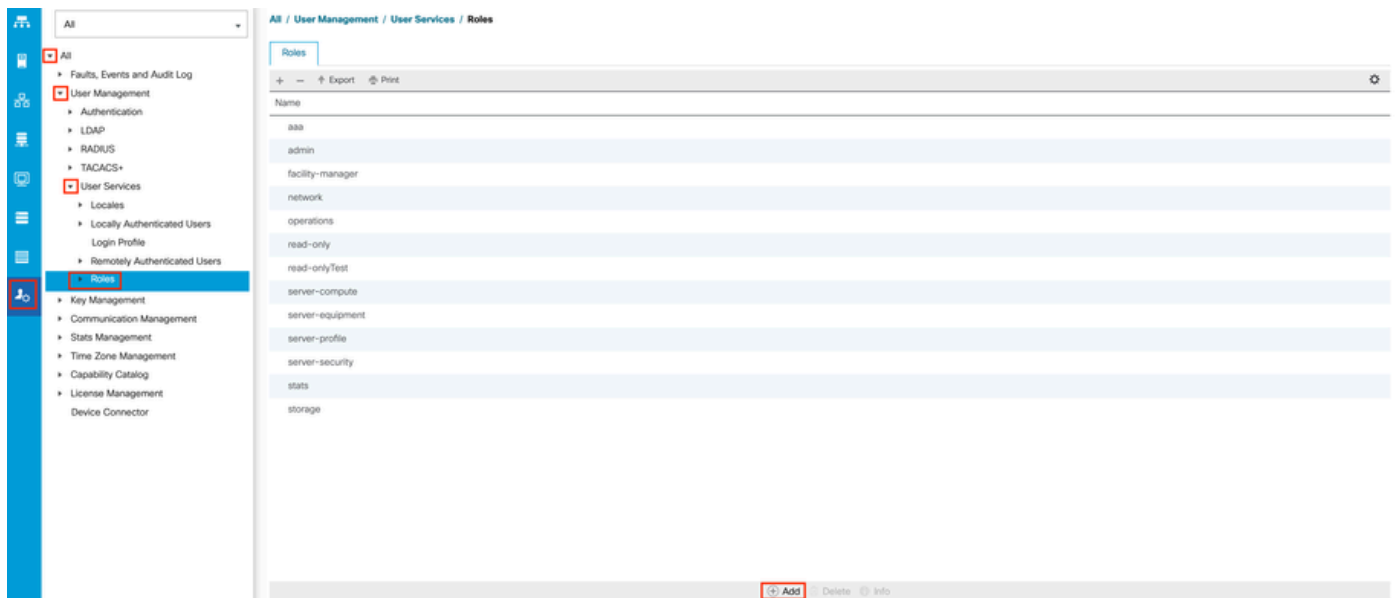 All
All
Faults, Events and Audit Log
User Management
Authentication
LDAP
RADIUS
TACACS+
User Services
Locales
Locally Authenticated Users
Login Profile
Remotely Authenticated Users
Roles
Key Management
Communication Management
Stats Management
Time Zone Management
Capability Catalog
License Management
Device Connector
All / User Management / User Services / Roles
Roles
+ − Export Print
Name
aaa
admin
facility-manager
network
operations
read-only
read-onlyTest
server-compute
server-equipment
server-profile
server-security
stats
storage
Add Delete Info